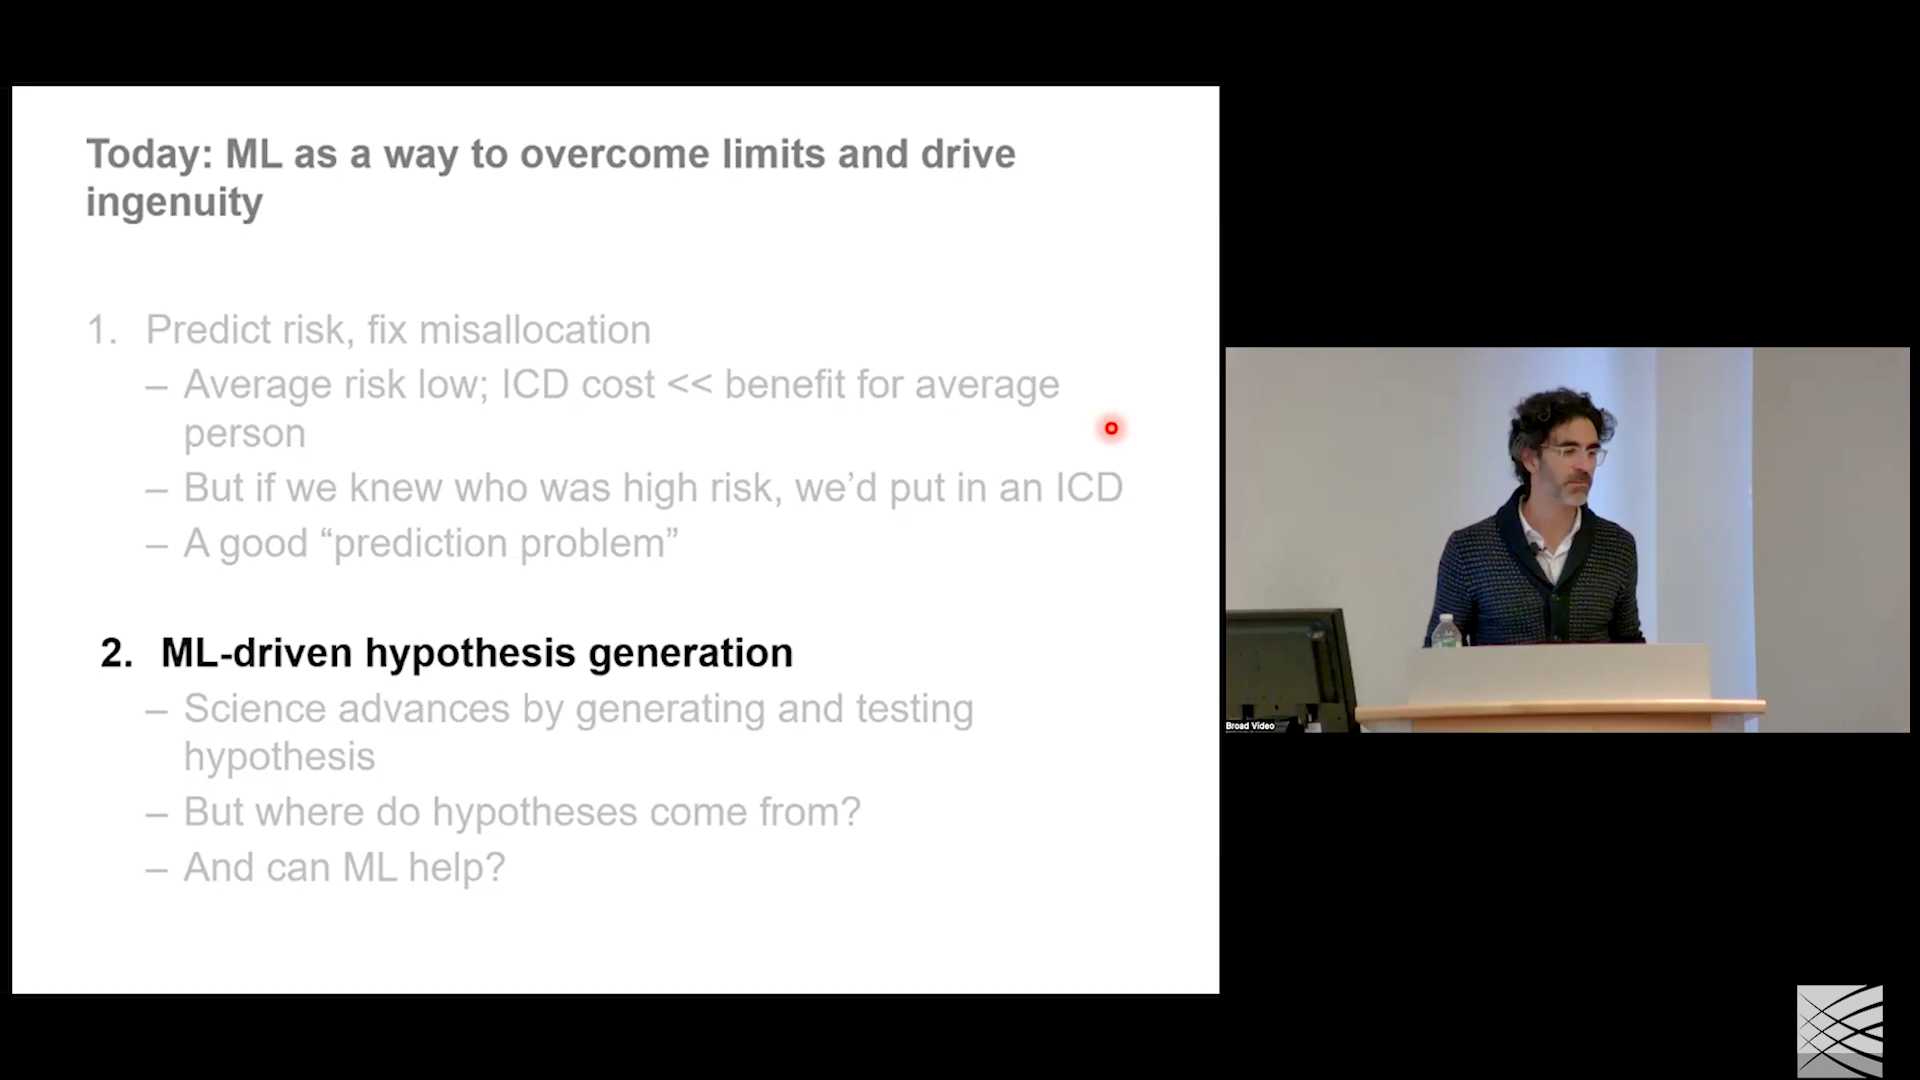 Today: ML as a way to overcome limits and drive
ingenuity
1. Predict risk, fix misallocation
– Average risk low; ICD cost << benefit for average
person
– But if we knew who was high risk, we’d put in an ICD
– A good “prediction problem”
2. ML-driven hypothesis generation
– Science advances by generating and testing
hypothesis
– But where do hypotheses come from?
– And can ML help?
Broad Video